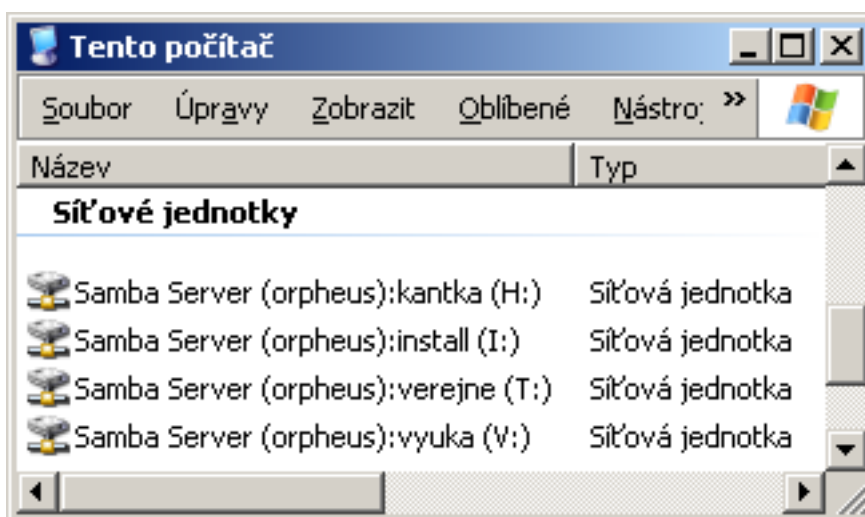 Tento počítač
Soubor Úpravy Zobrazit Oblíbené Nástroj »
Název Typ
Síťové jednotky
Samba Server (orpheus):kantka (H:) Síťová jednotka
Samba Server (orpheus):install (I:) Síťová jednotka
Samba Server (orpheus):verejne (T:) Síťová jednotka
Samba Server (orpheus):vyuka (V:) Síťová jednotka